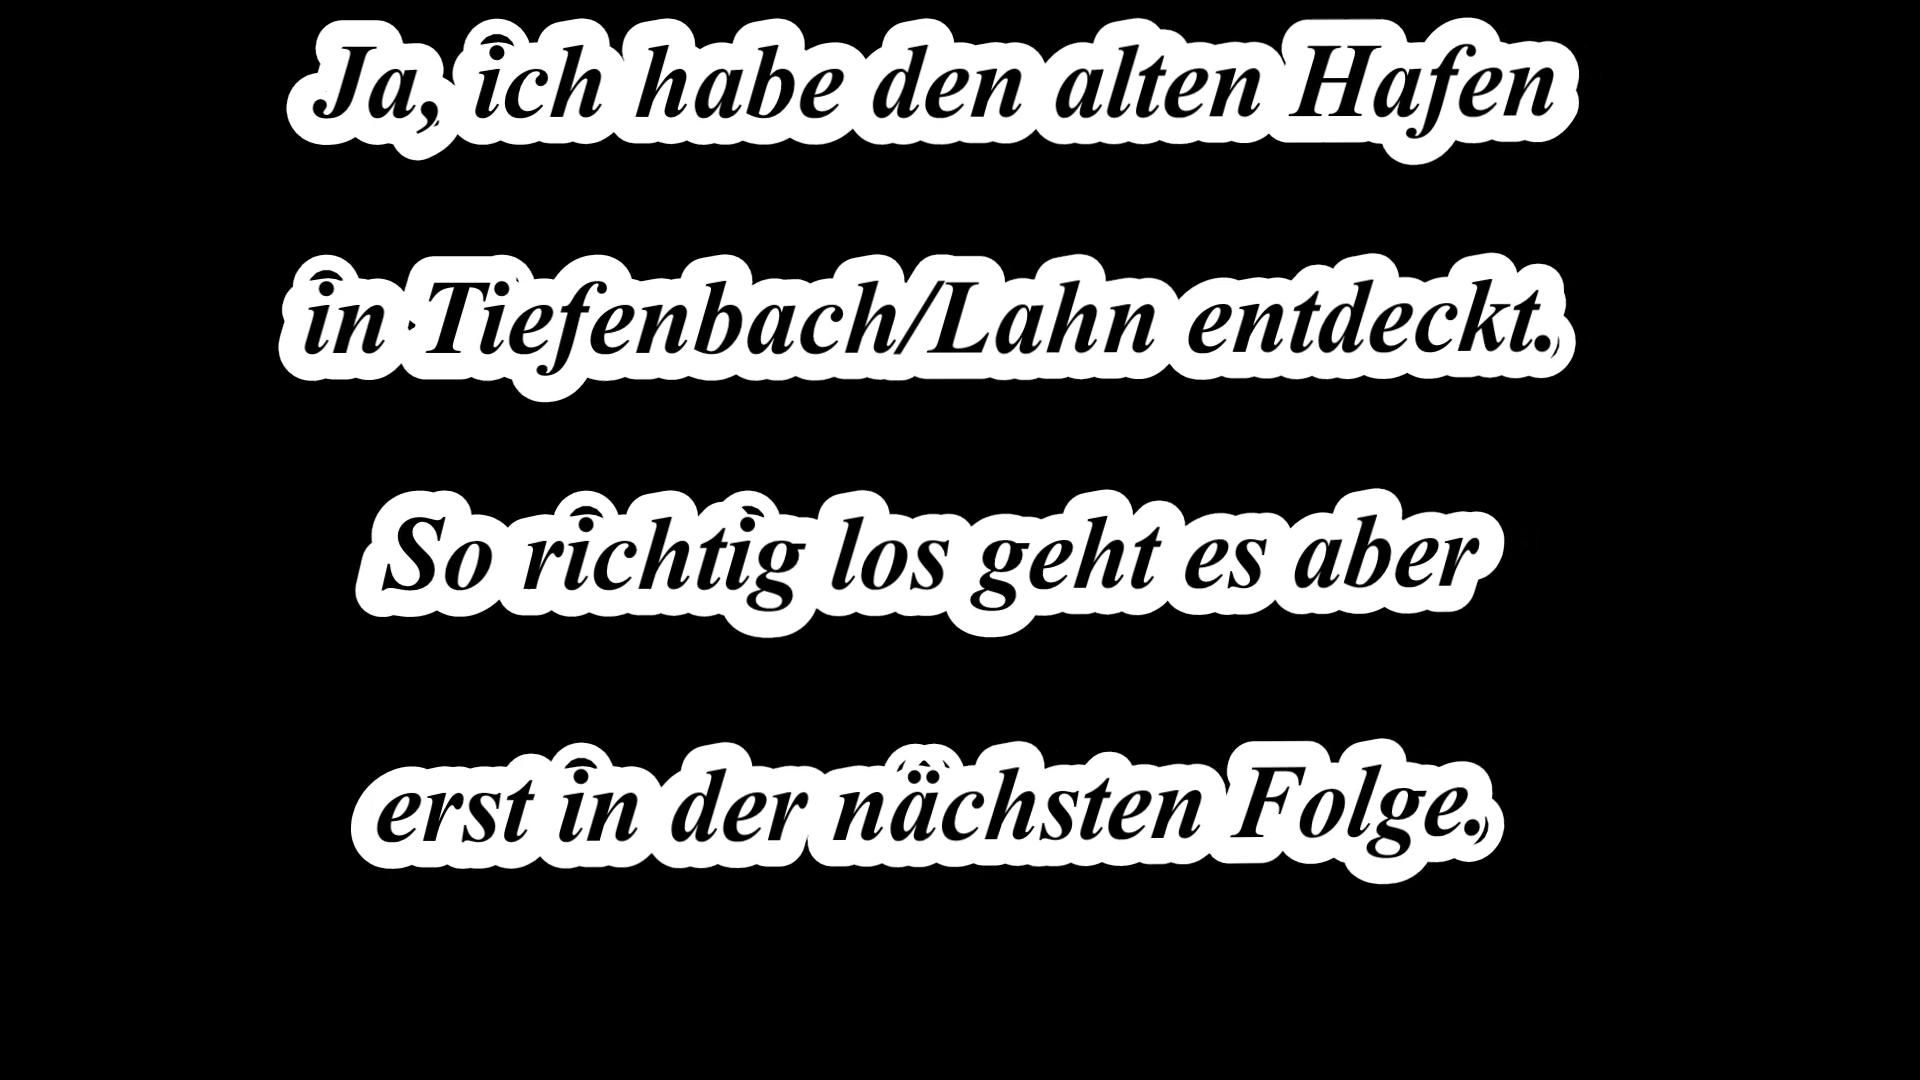 Ja, ich habe den alten Hafen
in Tiefenbach/Lahn entdeckt.
So richtig los geht es aber
erst in der nächsten Folge.